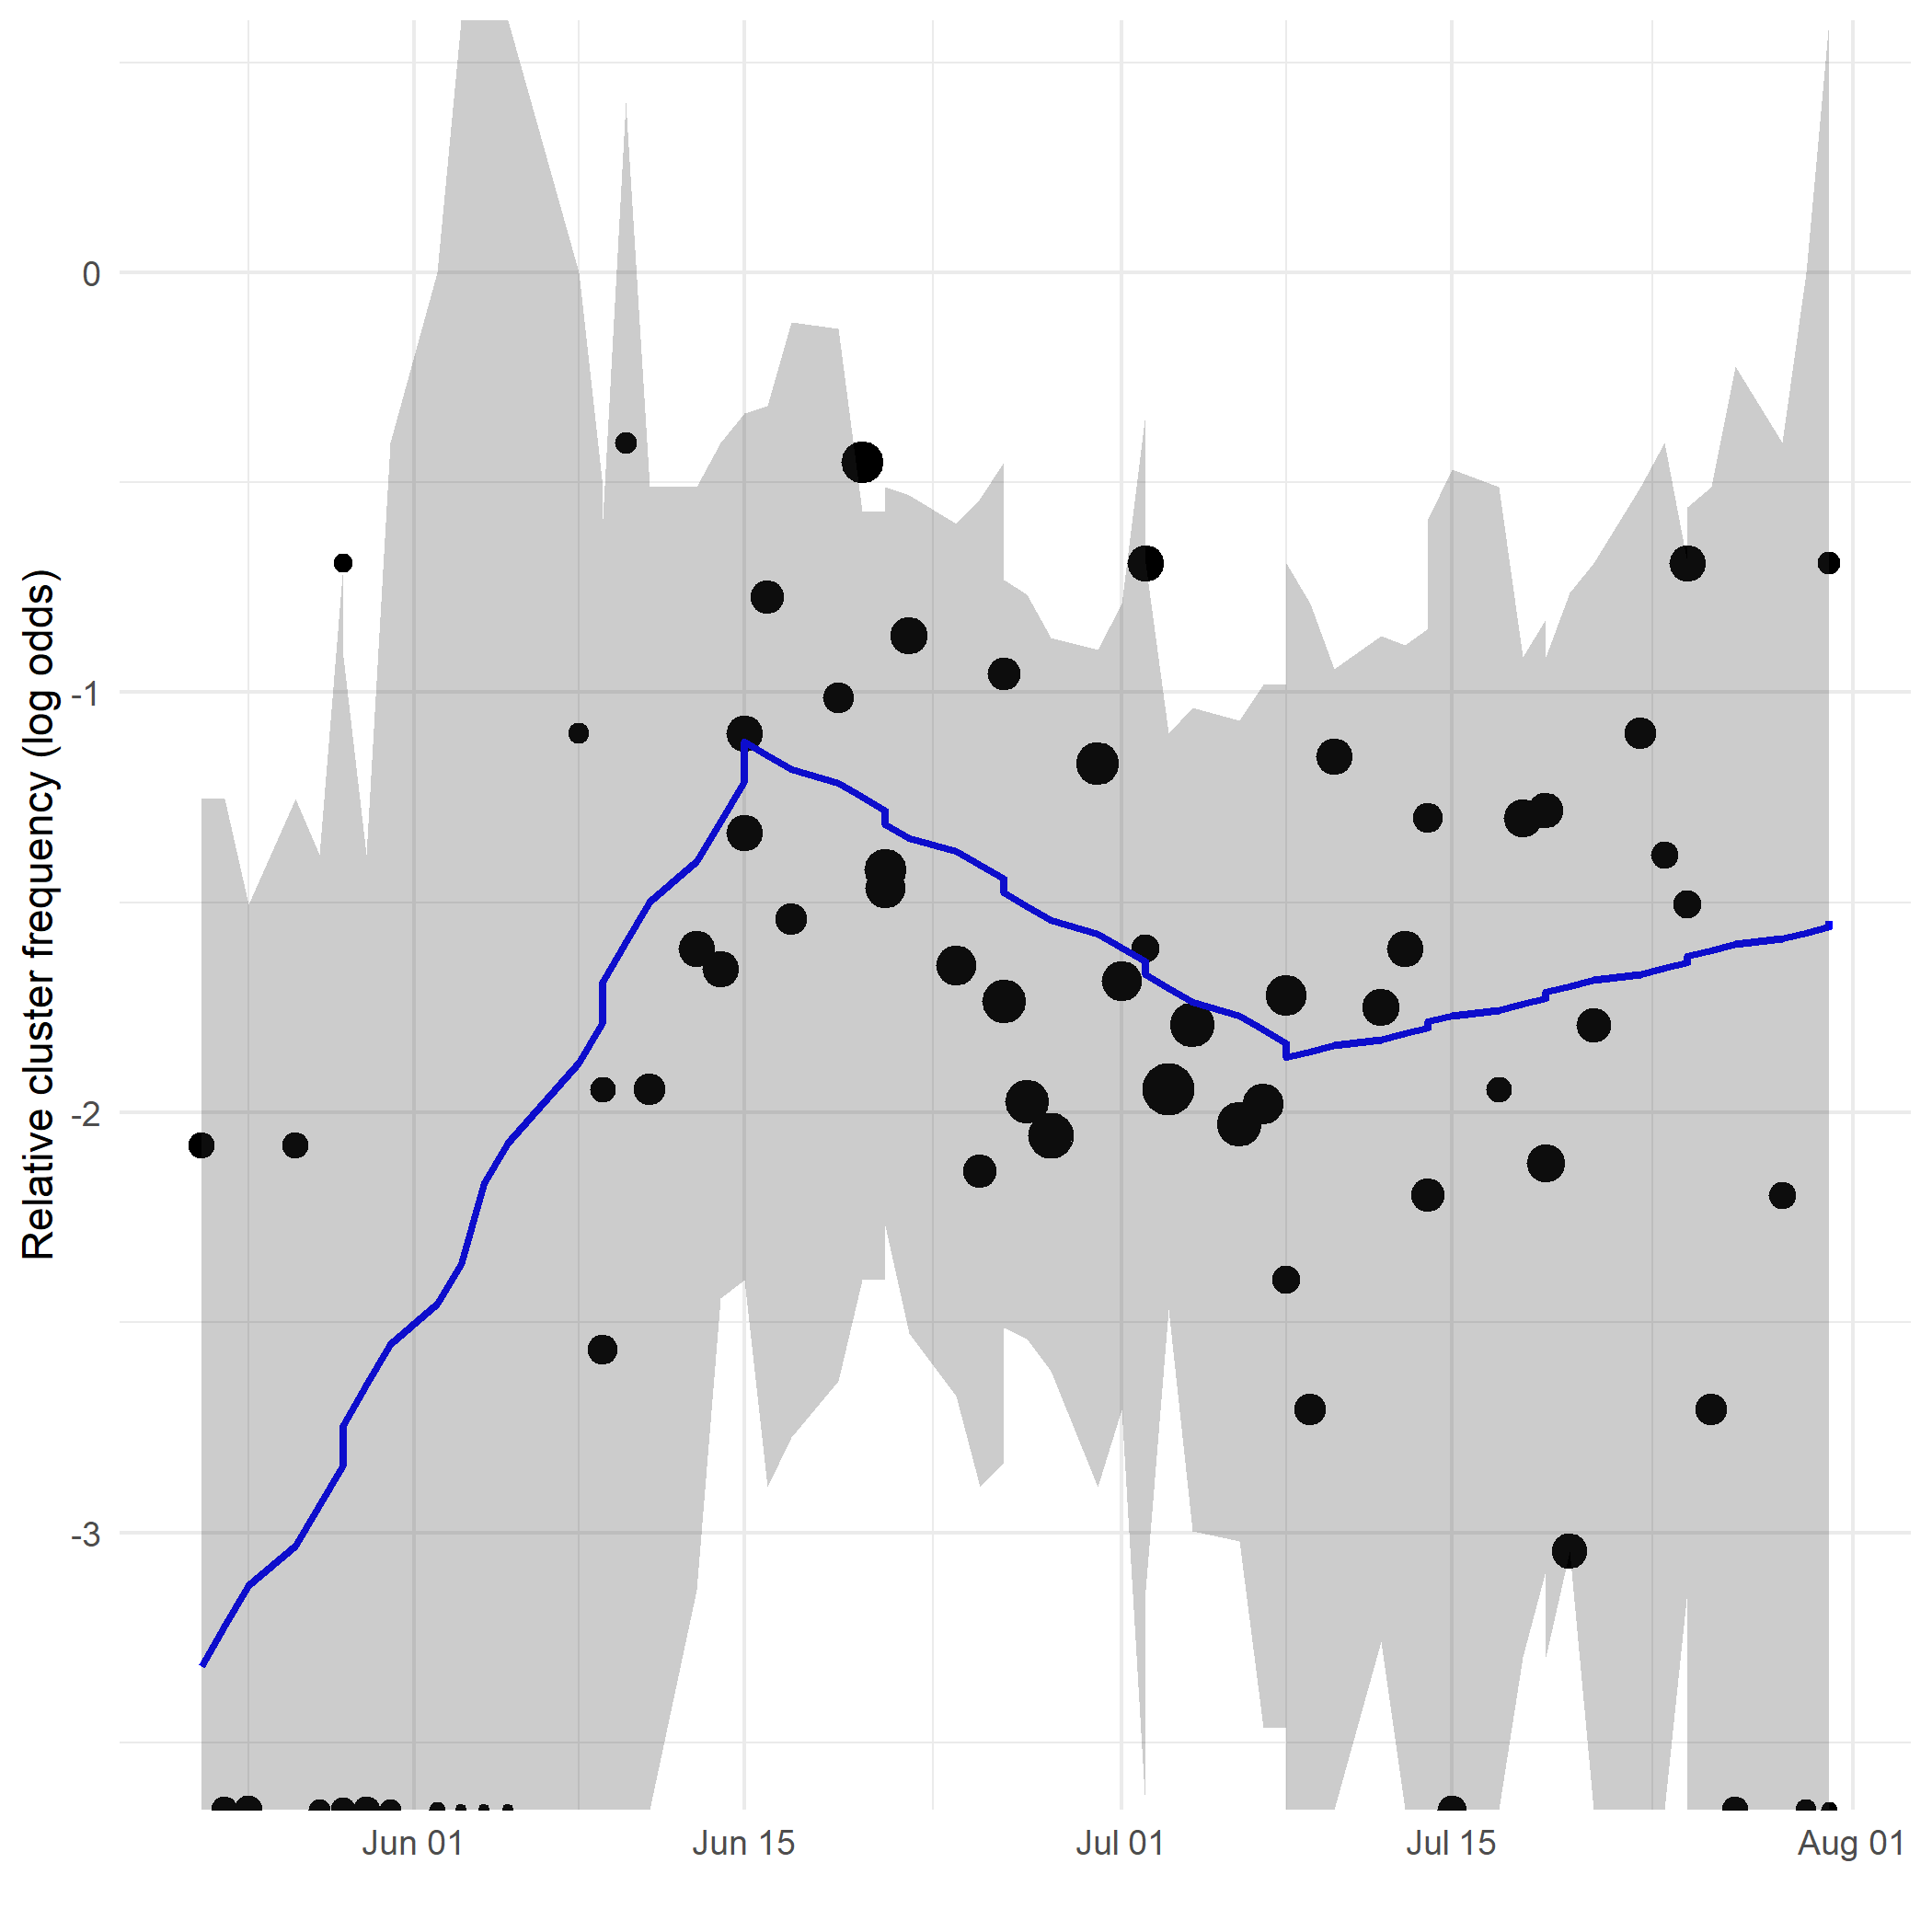 Relative cluster frequency (log odds)
0
-1
-2
-3
Jun 01
Jun 15
Jul 01
Jul 15
Aug 01